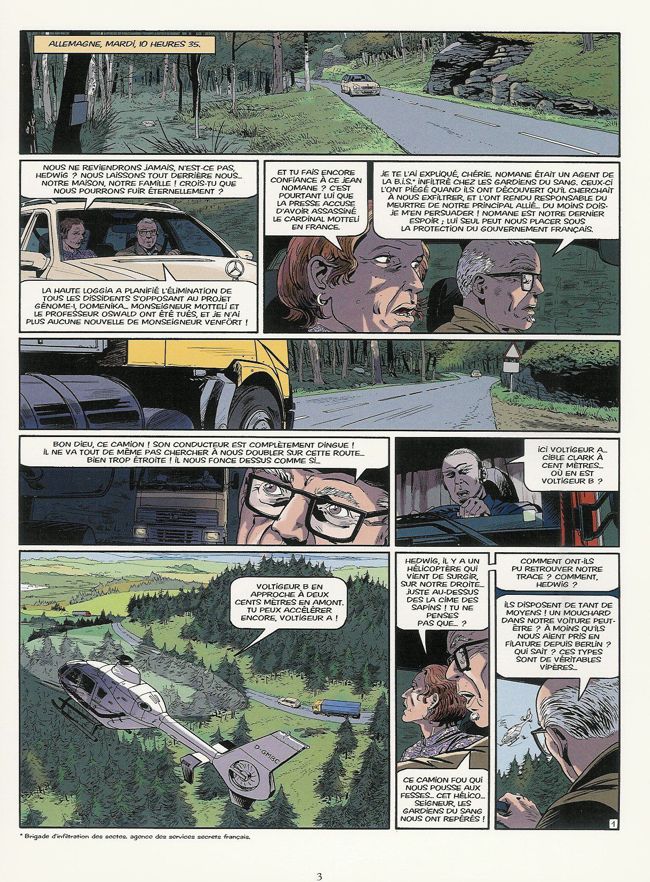 ALLEMAGNE, MARDI, 10 HEURES 35.
NOUS NE REVIENDRONS JAMAIS, N'EST-CE PAS,
HEDWIG ? NOUS LAISSONS TOUT DERRIÈRE NOUS...
NOTRE MAISON, NOTRE FAMILLE ! CROIS-TU QUE
NOUS POURRONS FUIR ÉTERNELLEMENT ?
LA HAUTE LOGGIA A PLANIFIÉ L'ÉLIMINATION DE
TOUS LES DISSIDENTS S'OPPOSANT AU PROJET
GÉNOME-I, DOMENIKA... MONSEIGNEUR MOTTELI ET
LE PROFESSEUR OSWALD ONT ÉTÉ TUÉS, ET JE N'AI
PLUS AUCUNE NOUVELLE DE MONSEIGNEUR VENFORT !
ET TU FAIS ENCORE
CONFIANCE À CE JEAN
NOMANE ? C'EST
POURTANT LUI QUE
LA PRESSE ACCUSE
D'AVOIR ASSASSINÉ
LE CARDINAL MOTTELI
EN FRANCE.
JE TE L'AI EXPLIQUÉ, CHÉRIE. NOMANE ÉTAIT UN AGENT DE
LA B.I.S.* INFILTRÉ CHEZ LES GARDIENS DU SANG. CEUX-CI
L'ONT PIÉGÉ QUAND ILS ONT DÉCOUVERT QU'IL CHERCHAIT
À NOUS EXFILTRER, ET L'ONT RENDU RESPONSABLE DU
MEURTRE DE NOTRE PRINCIPAL ALLIÉ... DU MOINS DOIS-
JE M'EN PERSUADER ! NOMANE EST NOTRE DERNIER
ESPOIR ; LUI SEUL PEUT NOUS PLACER SOUS
LA PROTECTION DU GOUVERNEMENT FRANÇAIS.
BON DIEU, CE CAMION ! SON CONDUCTEUR EST COMPLÈTEMENT DINGUE !
IL NE VA TOUT DE MÊME PAS CHERCHER À NOUS DOUBLER SUR CETTE ROUTE...
BIEN TROP ÉTROITE ! IL NOUS FONCE DESSUS COMME SI...
ICI VOLTIGEUR A...
CIBLE CLARK À
CENT MÈTRES...
OÙ EN EST
VOLTIGEUR B ?
VOLTIGEUR B EN
APPROCHE À DEUX
CENTS MÈTRES EN AMONT.
TU PEUX ACCÉLÉRER
ENCORE, VOLTIGEUR A !
D-GMSC
HEDWIG, IL Y A UN
HÉLICOPTÈRE QUI
VIENT DE SURGIR,
SUR NOTRE DROITE...
JUSTE AU-DESSUS
DES LA CIME DES
SAPINS ! TU NE
PENSES
PAS QUE... ?
CE CAMION FOU QUI
NOUS POUSSE AUX
FESSES... CET HÉLICO...
SEIGNEUR, LES
GARDIENS DU SANG
NOUS ONT REPÉRÉS !
COMMENT ONT-ILS
PU RETROUVER NOTRE
TRACE ? COMMENT,
HEDWIG ?
ILS DISPOSENT DE TANT DE
MOYENS ! UN MOUCHARD
DANS NOTRE VOITURE PEUT-
ÊTRE ? À MOINS QU'ILS
NOUS AIENT PRIS EN
FILATURE DEPUIS BERLIN ?
QUI SAIT ? CES TYPES
SONT DE VÉRITABLES
VIPÈRES...
1
* Brigade d'infiltration des sectes, agence des services secrets français.
3